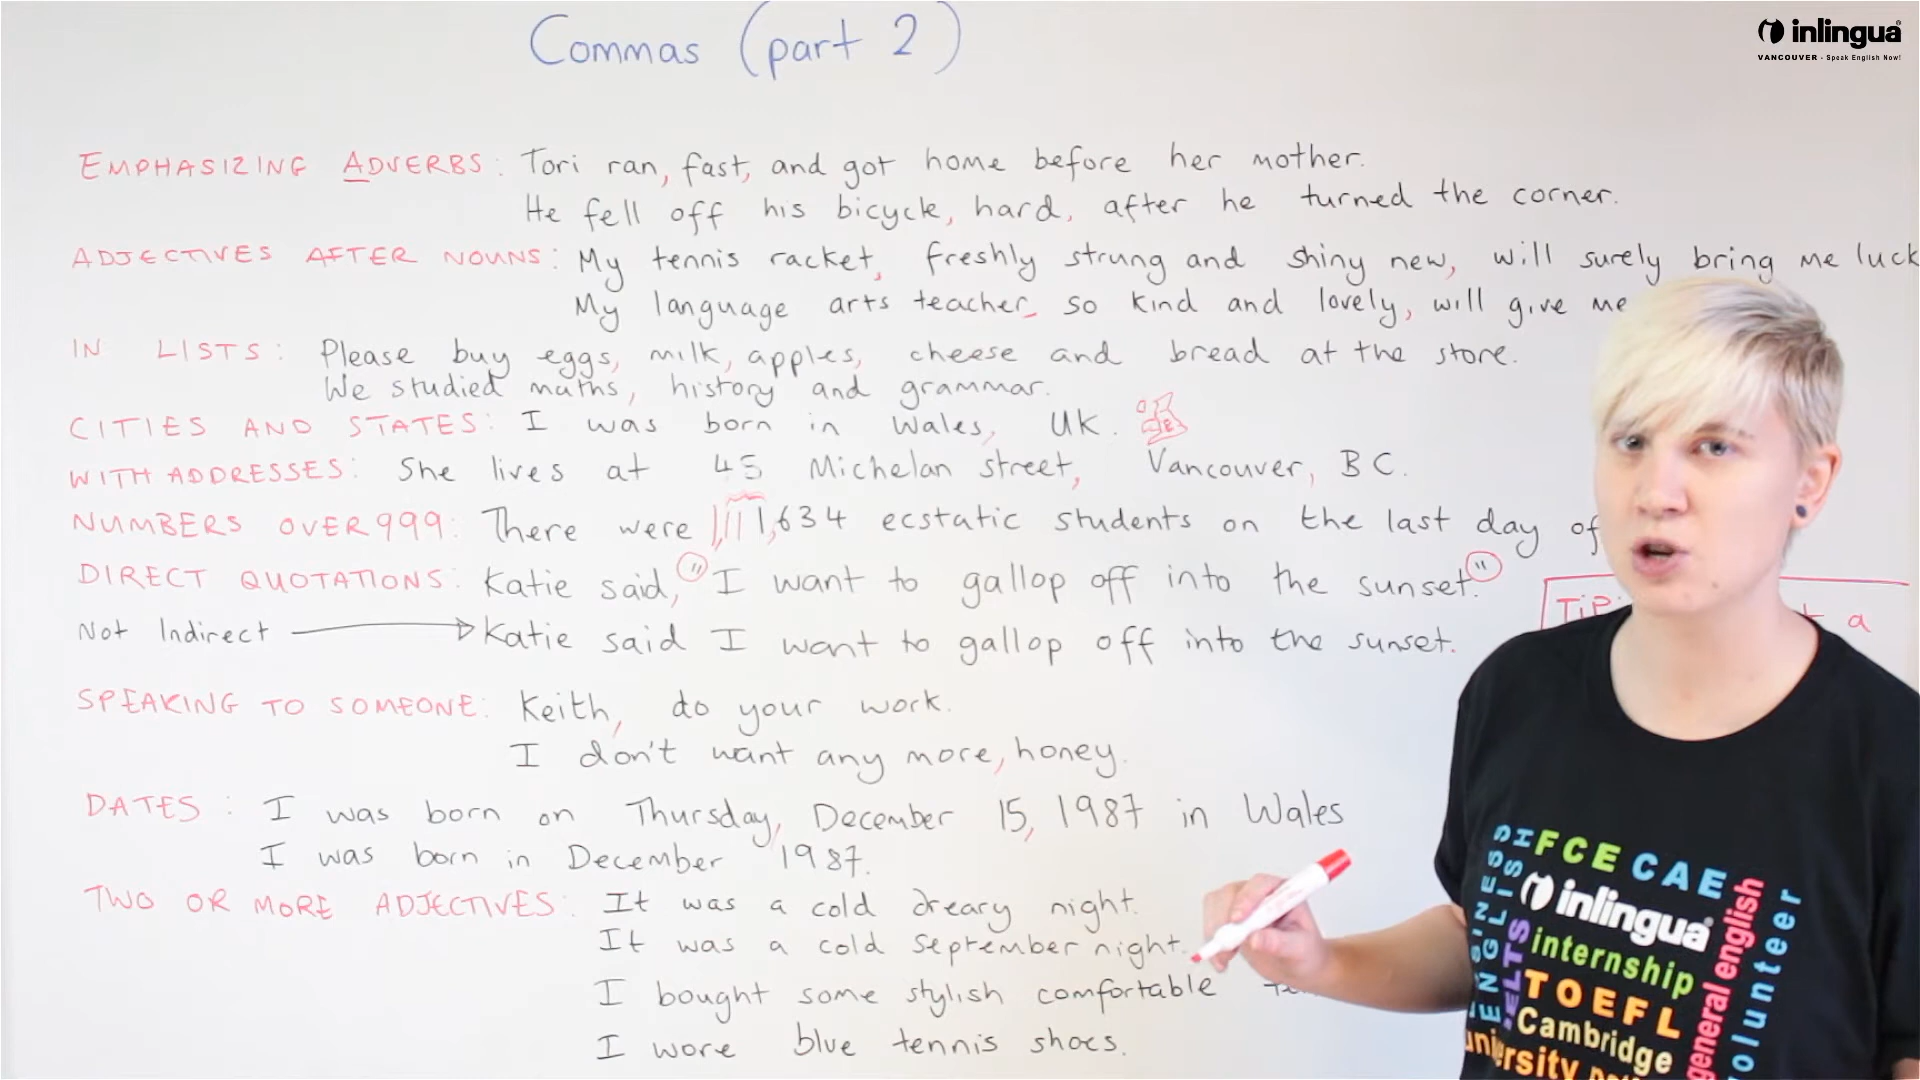 Commas (part 2)
inlingua
VANCOUVER - Speak English Now!
EMPHASIZING ADVERBS: Tori ran, fast, and got home before her mother.
He fell off his bicycle, hard, after he turned the corner.
ADJECTIVES AFTER NOUNS: My tennis racket, freshly strung and shiny new, will surely bring me luck
My language arts teacher, so kind and lovely, will give me
IN LISTS: Please buy eggs, milk, apples, cheese and bread at the store.
We studied maths, history and grammar.
CITIES AND STATES: I was born in Wales, UK.
WITH ADDRESSES: She lives at 45 Michelan street, Vancouver, BC.
NUMBERS OVER 999: There were 1,111,634 ecstatic students on the last day of
DIRECT QUOTATIONS: Katie said, "I want to gallop off into the sunset."
TIP: a
Not Indirect → Katie said I want to gallop off into the sunset.
SPEAKING TO SOMEONE: Keith, do your work.
I don't want any more, honey.
DATES: I was born on Thursday, December 15, 1987 in Wales
I was born in December 1987.
TWO OR MORE ADJECTIVES: It was a cold dreary night.
It was a cold September night.
I bought some stylish comfortable
I wore blue tennis shoes.
FCE CAE
inlingua
internship
TOEFL
Cambridge
general english
volunteer